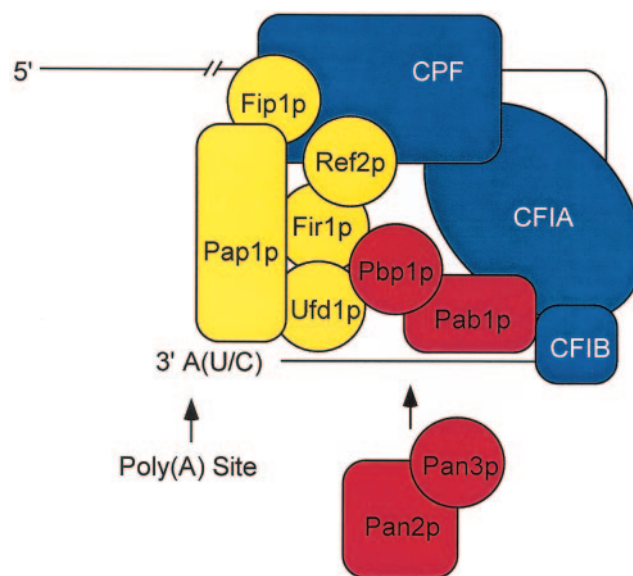 5'
CPF
Fip1p
Ref2p
CFIA
Fir1p
Pap1p
Pbp1p
Ufd1p
Pab1p
CFIB
3' A(U/C)
Poly(A) Site
Pan3p
Pan2p